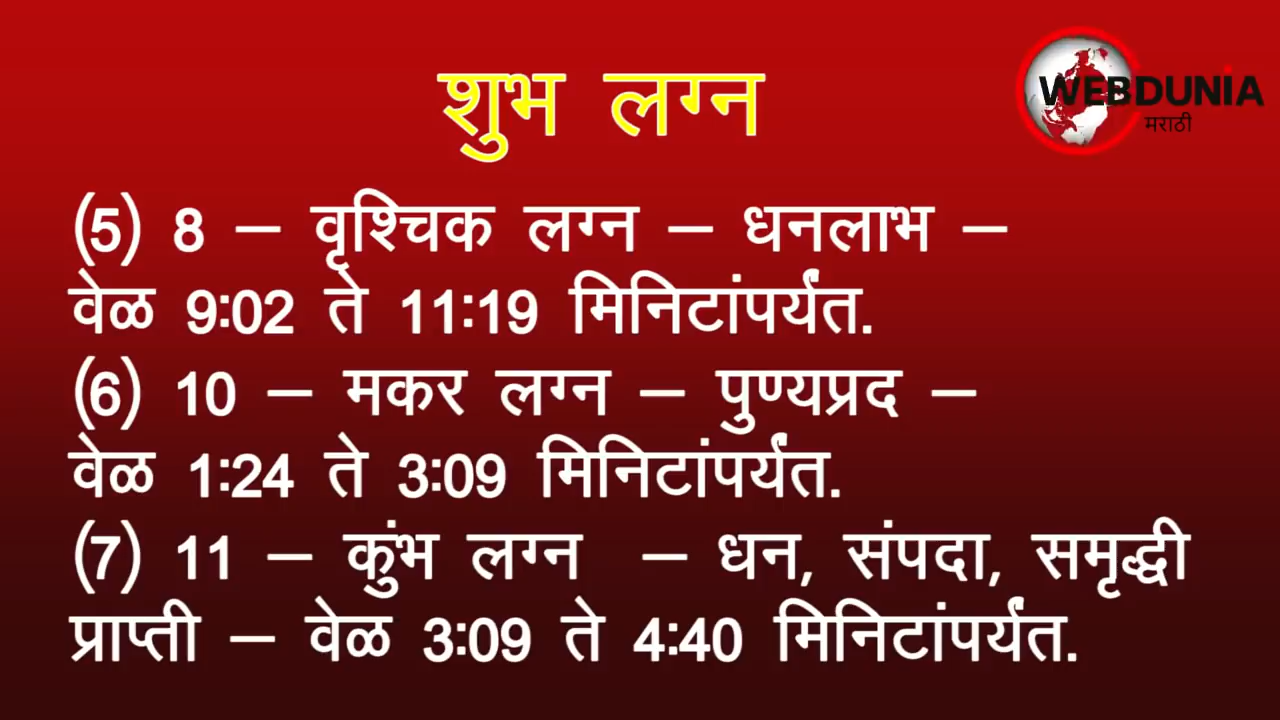 शुभ लग्न
WEBDUNIA
मराठी
(5) 8 – वृश्चिक लग्न – धनलाभ –
वेळ 9:02 ते 11:19 मिनिटांपर्यंत.
(6) 10 – मकर लग्न – पुण्यप्रद –
वेळ 1:24 ते 3:09 मिनिटांपर्यंत.
(7) 11 – कुंभ लग्न – धन, संपदा, समृद्धी
प्राप्ती – वेळ 3:09 ते 4:40 मिनिटांपर्यंत.